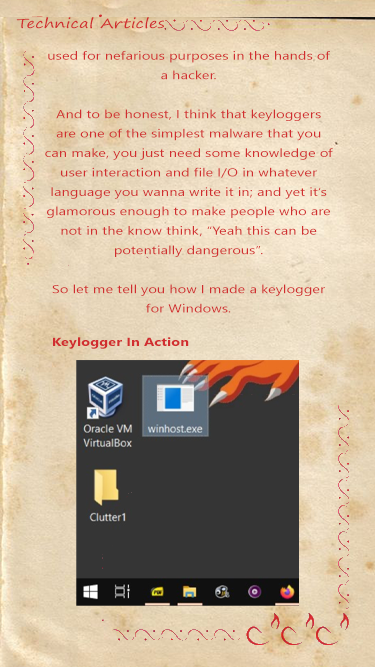 Technical Articles
used for nefarious purposes in the hands of
a hacker.
And to be honest, I think that keyloggers
are one of the simplest malware that you
can make, you just need some knowledge of
user interaction and file I/O in whatever
language you wanna write it in; and yet it's
glamorous enough to make people who are
not in the know think, "Yeah this can be
potentially dangerous".
So let me tell you how I made a keylogger
for Windows.
Keylogger In Action
Oracle VM
VirtualBox
winhost.exe
Clutter1